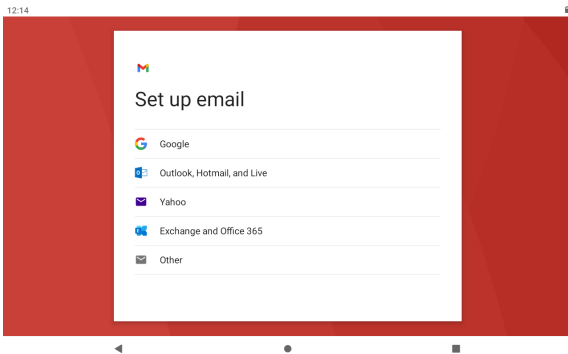 12:14
Set up email
Google
Outlook, Hotmail, and Live
Yahoo
Exchange and Office 365
Other